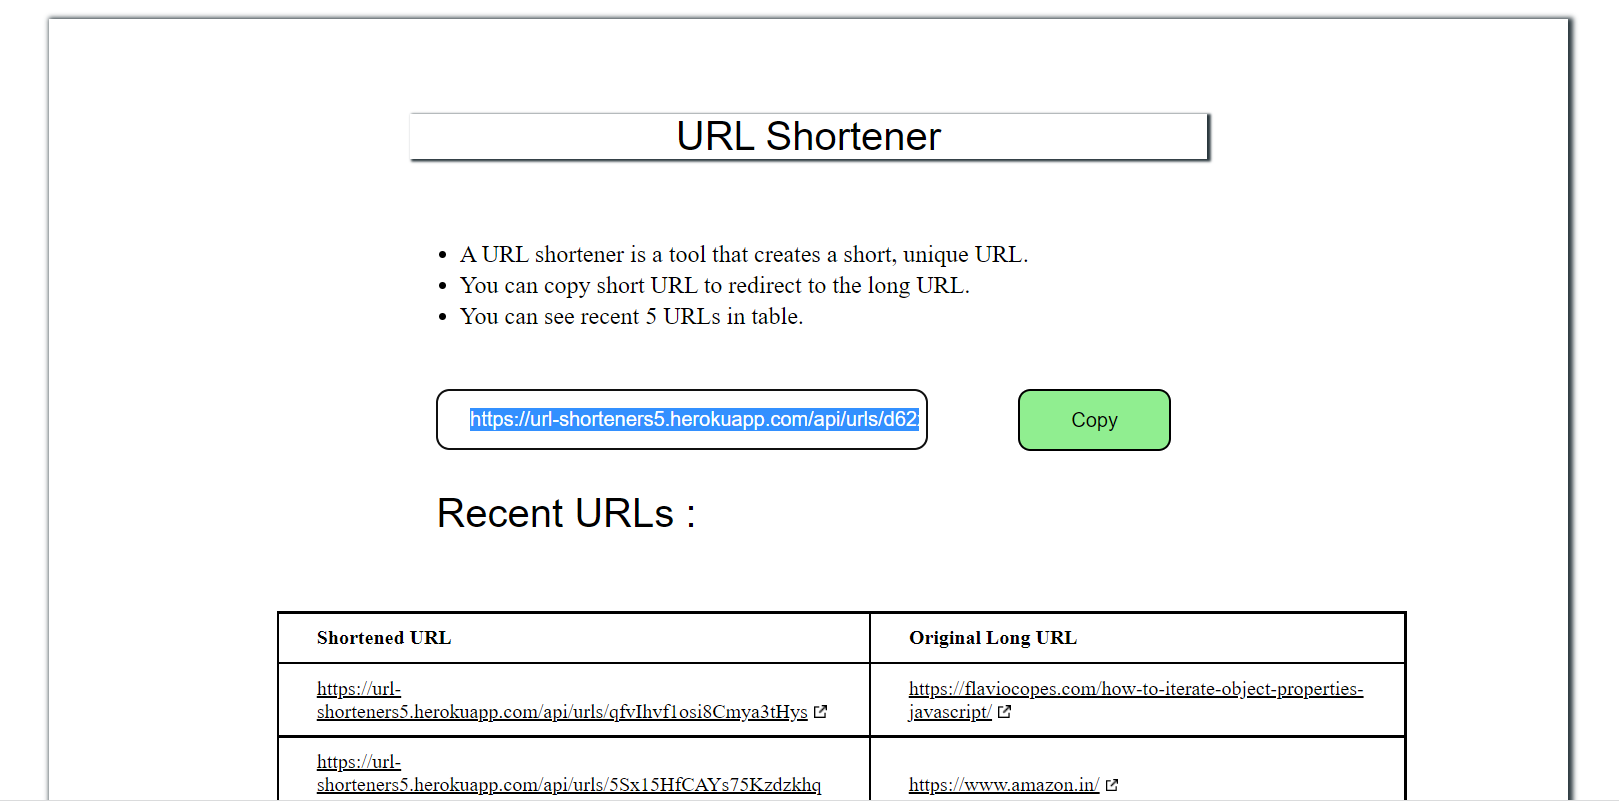 URL Shortener
A URL shortener is a tool that creates a short, unique URL.
You can copy short URL to redirect to the long URL.
You can see recent 5 URLs in table.
https://url-shorteners5.herokuapp.com/api/urls/d62
Copy
Recent URLs :
Shortened URL
Original Long URL
https://url-
shorteners5.herokuapp.com/api/urls/qfvIhvf1osi8Cmya3tHys
https://flaviocopes.com/how-to-iterate-object-properties-
javascript/
https://url-
shorteners5.herokuapp.com/api/urls/5Sx15HfCAYs75Kzdzkhq
https://www.amazon.in/